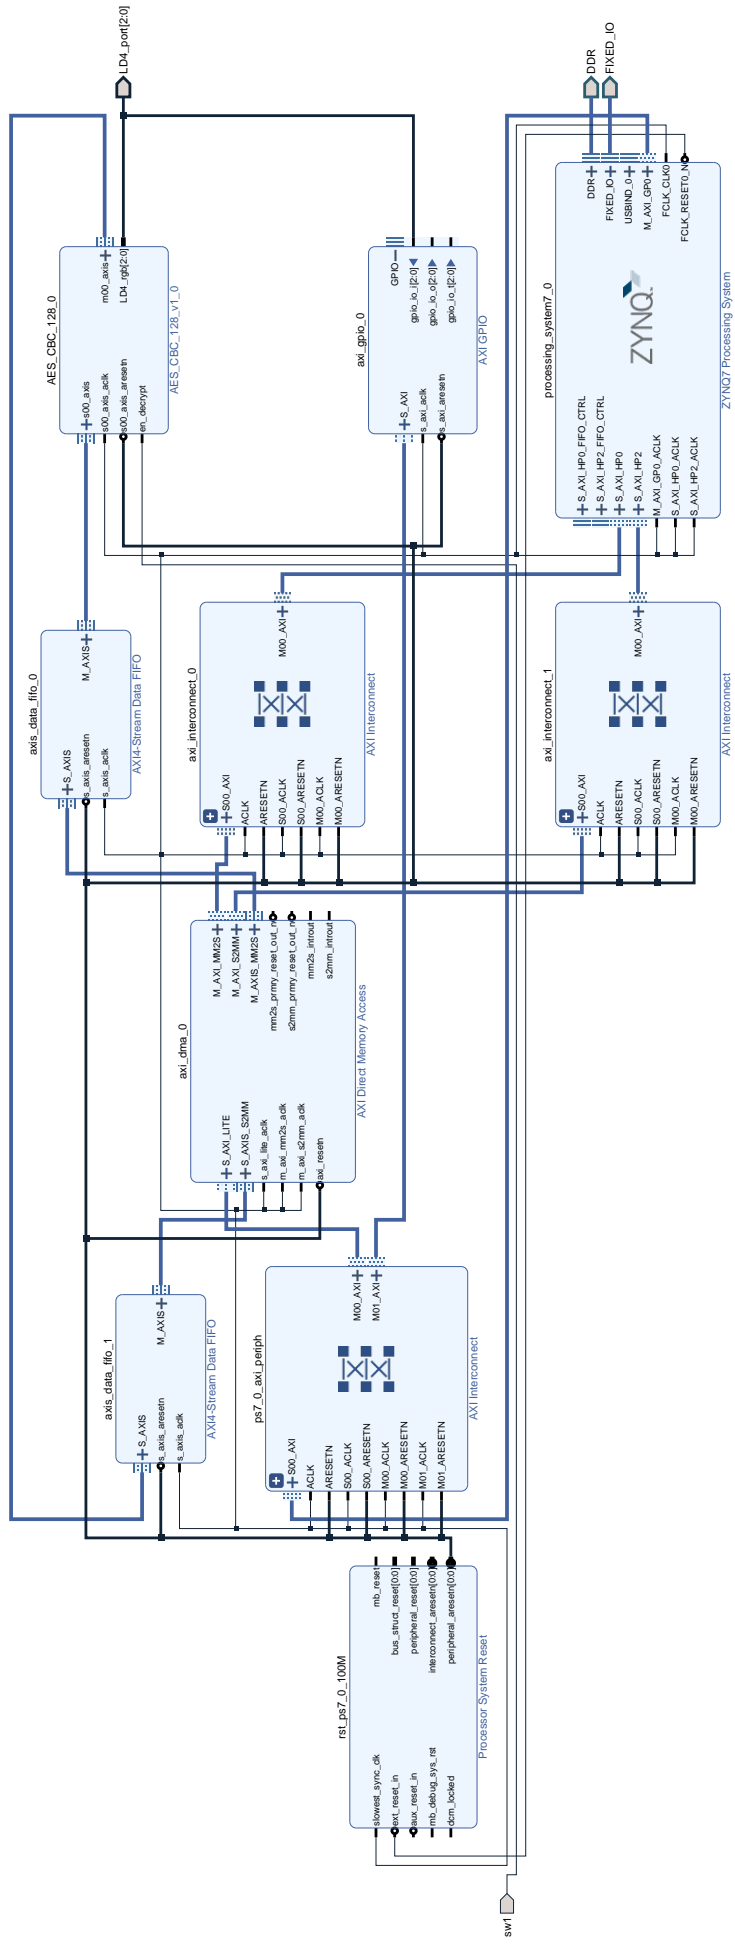 LD4_port[2:0]
DDR
FIXED_IO
AES_CBC_128_0
s00_axis
s00_axis_aclk
s00_axis_aresetn
en_decrypt
m00_axis
LD4_rgb[2:0]
AES_CBC_128_v1_0
axi_gpio_0
S_AXI
s_axi_aclk
s_axi_aresetn
GPIO
gpio_io_i[2:0]
gpio_io_o[2:0]
gpio_io_t[2:0]
AXI GPIO
processing_system7_0
S_AXI_HP0_FIFO_CTRL
S_AXI_HP2_FIFO_CTRL
S_AXI_HP0
S_AXI_HP2
M_AXI_GP0_ACLK
S_AXI_HP0_ACLK
S_AXI_HP2_ACLK
ZYNQ
DDR
FIXED_IO
USBIND_0
M_AXI_GP0
FCLK_CLK0
FCLK_RESET0_N
ZYNQ7 Processing System
axis_data_fifo_0
S_AXIS
s_axis_aresetn
s_axis_aclk
M_AXIS
AXI4-Stream Data FIFO
axi_interconnect_0
S00_AXI
ACLK
ARESETN
S00_ACLK
S00_ARESETN
M00_ACLK
M00_ARESETN
M00_AXI
AXI Interconnect
axi_interconnect_1
S00_AXI
ACLK
ARESETN
S00_ACLK
S00_ARESETN
M00_ACLK
M00_ARESETN
M00_AXI
AXI Interconnect
axi_dma_0
S_AXI_LITE
S_AXIS_S2MM
s_axi_lite_aclk
m_axi_mm2s_aclk
m_axi_s2mm_aclk
axi_resetn
M_AXI_MM2S
M_AXI_S2MM
M_AXIS_MM2S
mm2s_prmry_reset_out_n
s2mm_prmry_reset_out_n
mm2s_introut
s2mm_introut
AXI Direct Memory Access
axis_data_fifo_1
S_AXIS
s_axis_aresetn
s_axis_aclk
M_AXIS
AXI4-Stream Data FIFO
ps7_0_axi_periph
S00_AXI
ACLK
ARESETN
S00_ACLK
S00_ARESETN
M00_ACLK
M00_ARESETN
M01_ACLK
M01_ARESETN
M00_AXI
M01_AXI
AXI Interconnect
rst_ps7_0_100M
slowest_sync_clk
ext_reset_in
aux_reset_in
mb_debug_sys_rst
dcm_locked
mb_reset
bus_struct_reset[0:0]
peripheral_reset[0:0]
interconnect_aresetn[0:0]
peripheral_aresetn[0:0]
Processor System Reset
sw1